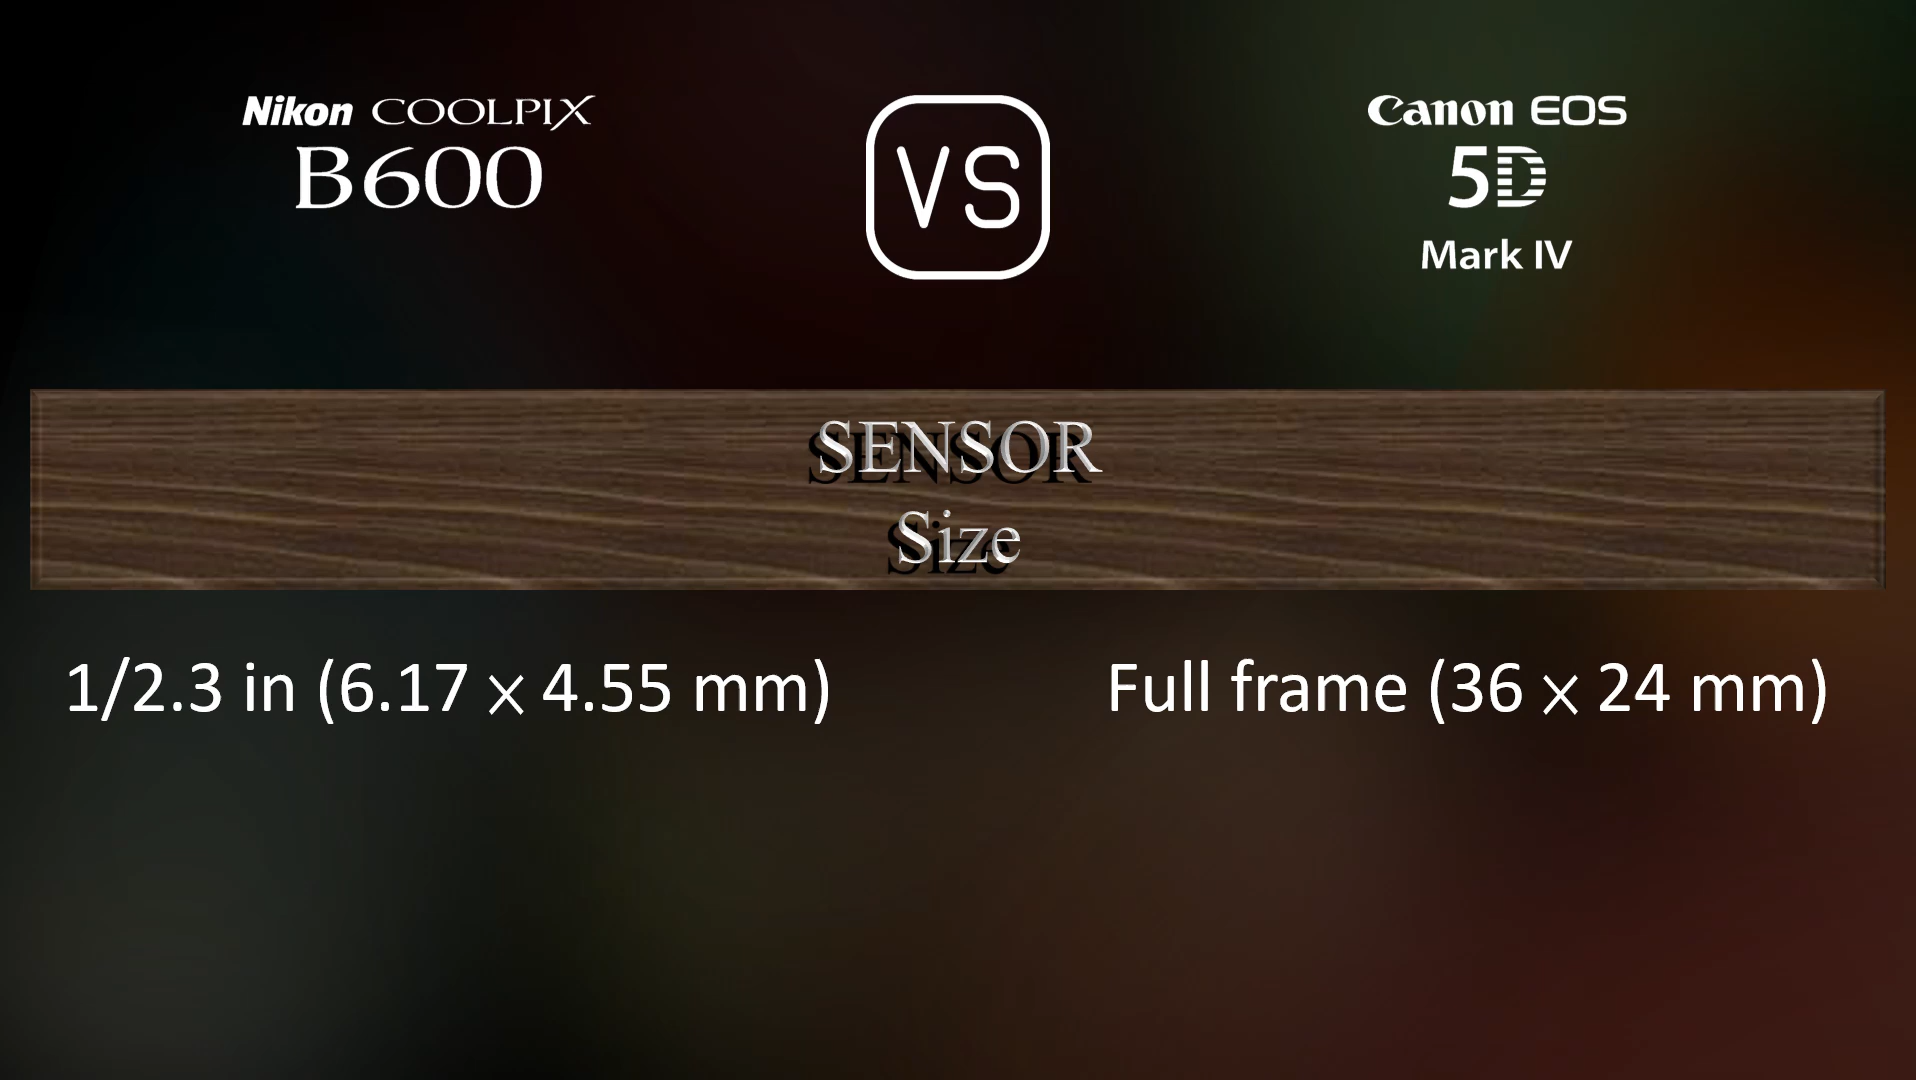 Nikon COOLPIX
B600
VS
Canon EOS
5D
Mark IV
SENSOR
Size
1/2.3 in (6.17 x 4.55 mm)
Full frame (36 x 24 mm)